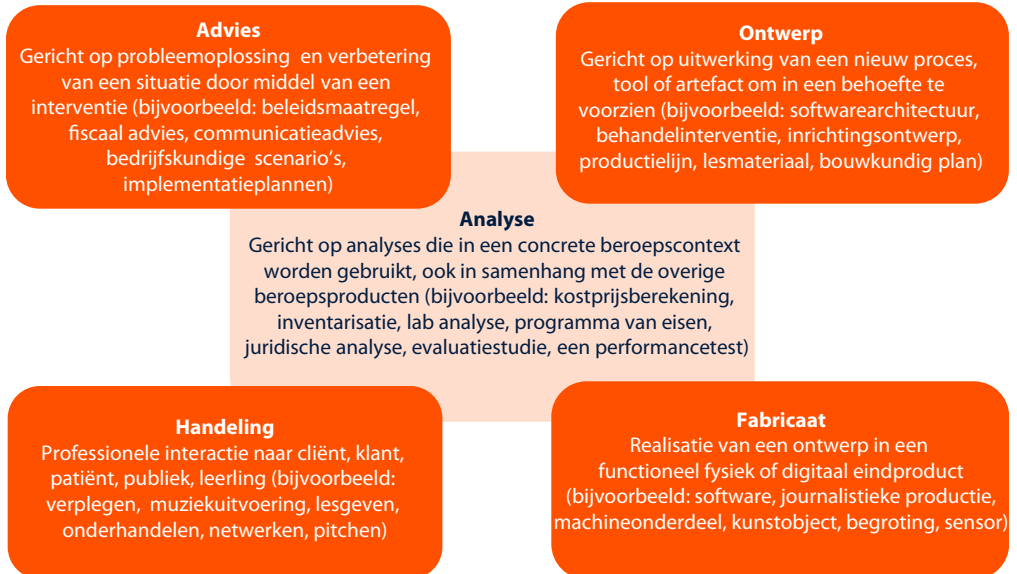 Advies
Gericht op probleemoplossing en verbetering
van een situatie door middel van een
interventie (bijvoorbeeld: beleidsmaatregel,
fiscaal advies, communicatieadvies,
bedrijfskundige scenario's,
implementatieplannen)
Ontwerp
Gericht op uitwerking van een nieuw proces,
tool of artefact om in een behoefte te
voorzien (bijvoorbeeld: softwarearchitectuur,
behandelinterventie, inrichtingsontwerp,
productielijn, lesmateriaal, bouwkundig plan)
Analyse
Gericht op analyses die in een concrete beroepscontext
worden gebruikt, ook in samenhang met de overige
beroepsproducten (bijvoorbeeld: kostprijsberekening,
inventarisatie, lab analyse, programma van eisen,
juridische analyse, evaluatiestudie, een performancetest)
Handeling
Professionele interactie naar cliënt, klant,
patiënt, publiek, leerling (bijvoorbeeld:
verplegen, muziekuitvoering, lesgeven,
onderhandelen, netwerken, pitchen)
Fabricaat
Realisatie van een ontwerp in een
functioneel fysiek of digitaal eindproduct
(bijvoorbeeld: software, journalistieke productie,
machineonderdeel, kunstobject, begroting, sensor)